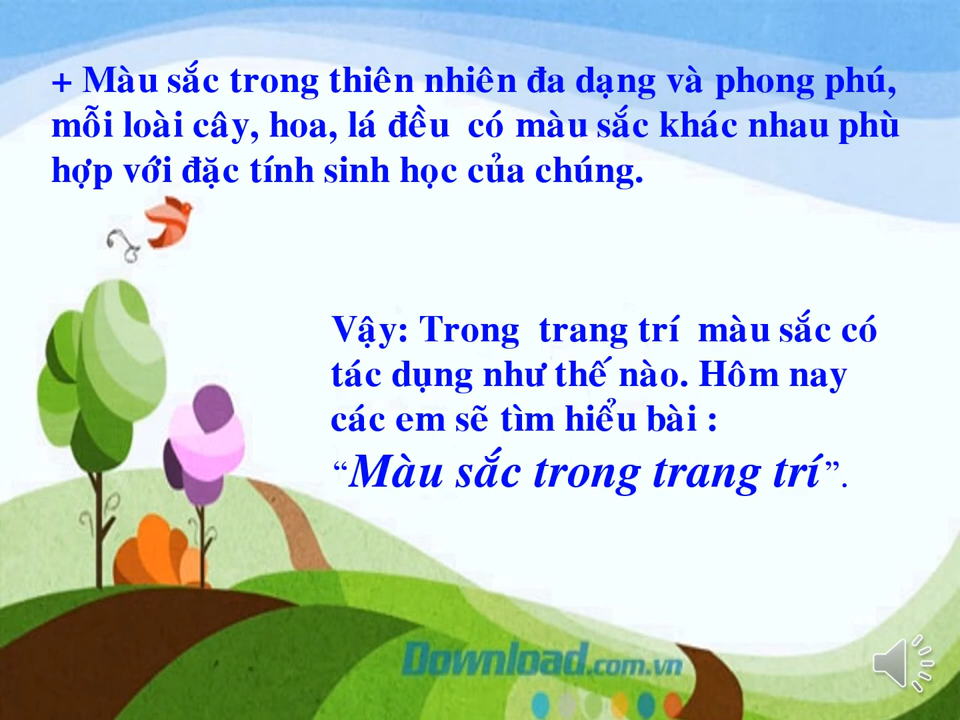 + Màu sắc trong thiên nhiên đa dạng và phong phú,
mỗi loài cây, hoa, lá đều có màu sắc khác nhau phù
hợp với đặc tính sinh học của chúng.
Vậy: Trong trang trí màu sắc có
tác dụng như thế nào. Hôm nay
các em sẽ tìm hiểu bài :
“Màu sắc trong trang trí”.
Download.com.vn